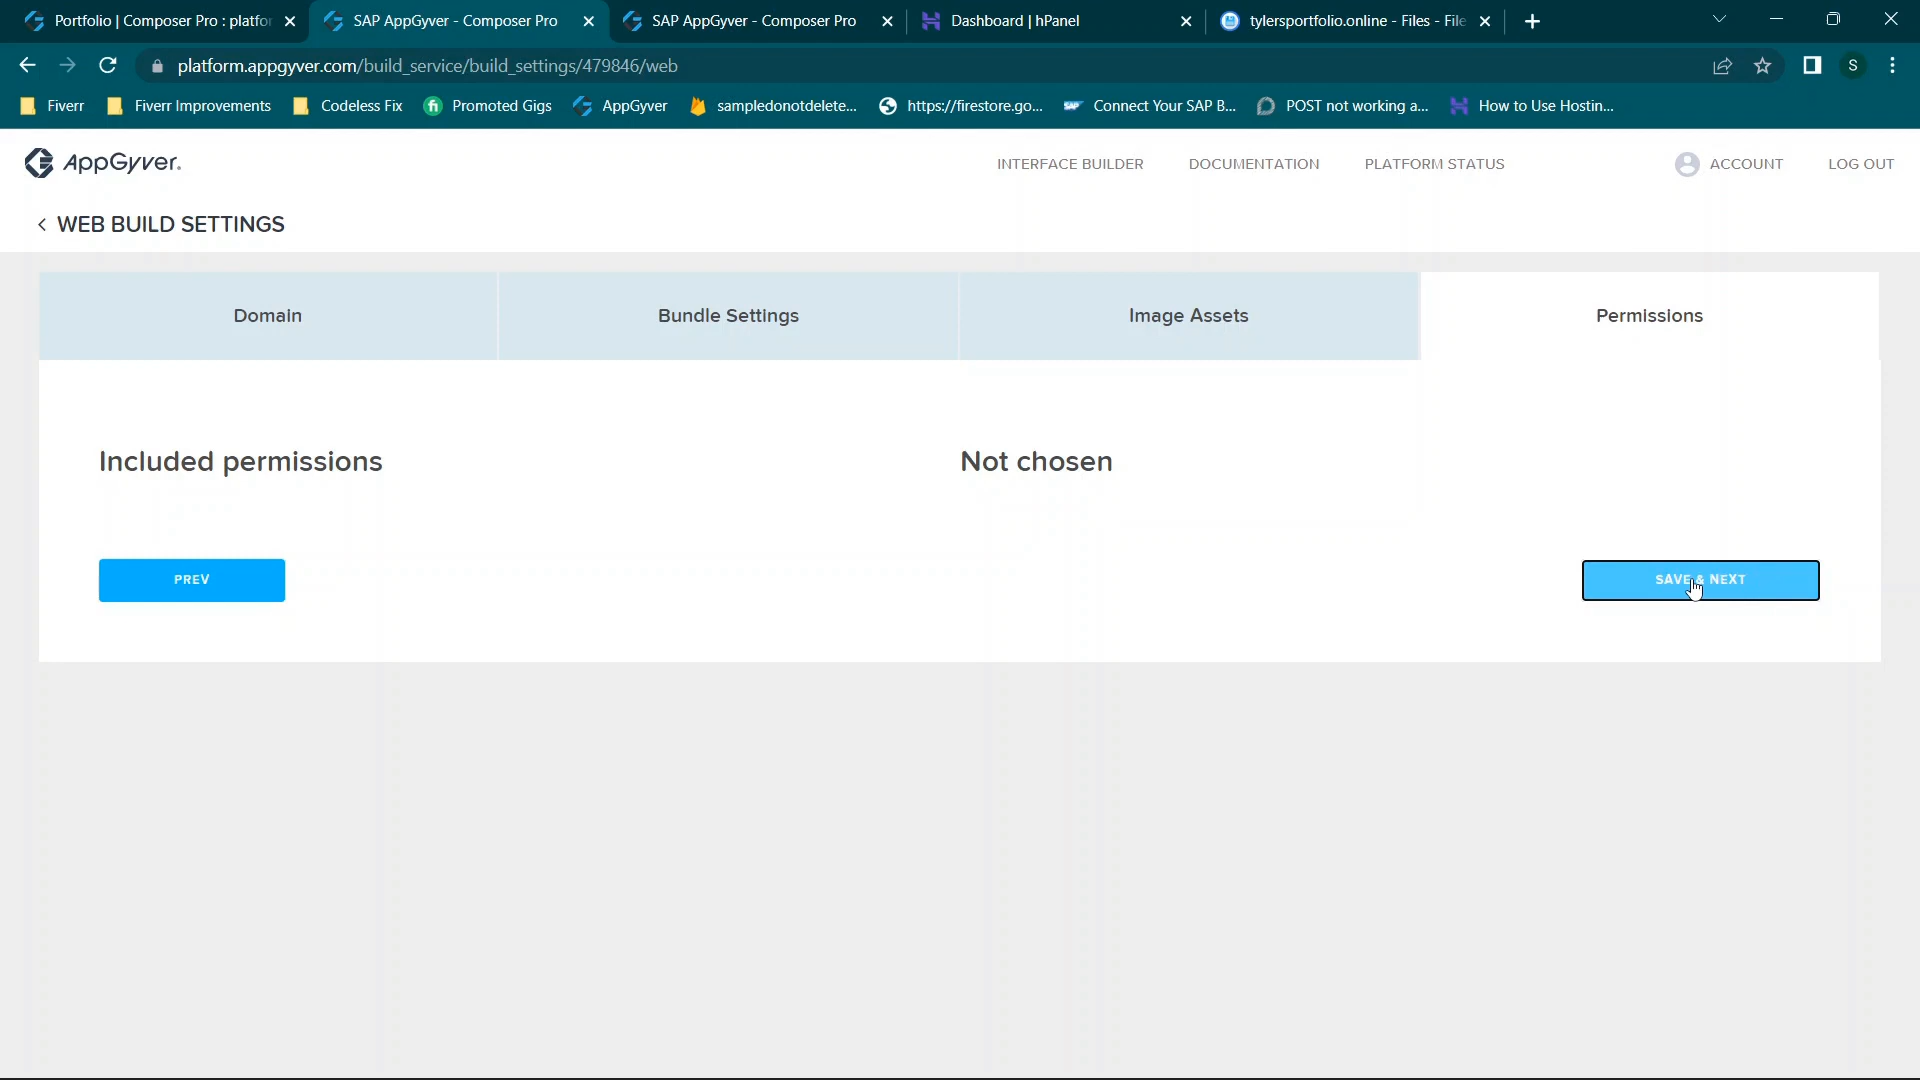 Portfolio | Composer Pro : platfor
SAP AppGyver - Composer Pro
SAP AppGyver - Composer Pro
Dashboard | hPanel
tylersportfolio.online - Files - File
platform.appgyver.com/build_service/build_settings/479846/web
S
Fiverr
Fiverr Improvements
Codeless Fix
Promoted Gigs
AppGyver
sampledonotdelete...
https://firestore.go...
Connect Your SAP B...
POST not working a...
How to Use Hostin...
AppGyver.
INTERFACE BUILDER
DOCUMENTATION
PLATFORM STATUS
ACCOUNT
LOG OUT
< WEB BUILD SETTINGS
Domain
Bundle Settings
Image Assets
Permissions
Included permissions
Not chosen
PREV
SAVE & NEXT